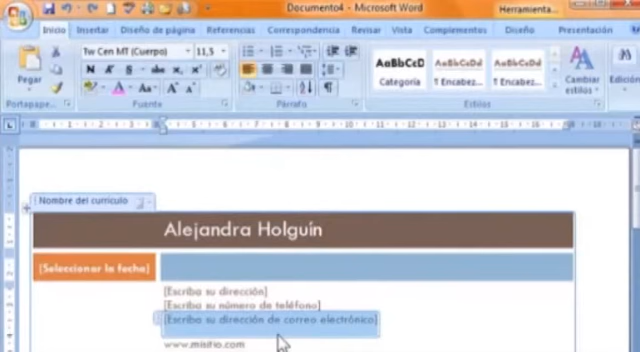 Documento4 - Microsoft Word
Herramienta...
Inicio Insertar Diseño de página Referencias Correspondencia Revisar Vista Complementos Diseño Presentación
Tw Cen MT (Cuerpo) 11,5
AaBbCcD AaBbCcDd AaBbCcDd
Pegar
N K S abc x₂ x²
Categoría ¶ Encabez... ¶ Encabez...
Cambiar estilos
Edición
Portapape... Fuente Párrafo Estilos
Nombre del currículo
Alejandra Holguín
[Seleccionar la fecha]
[Escriba su dirección]
[Escriba su número de teléfono]
[Escriba su dirección de correo electrónico]
www.misitio.com